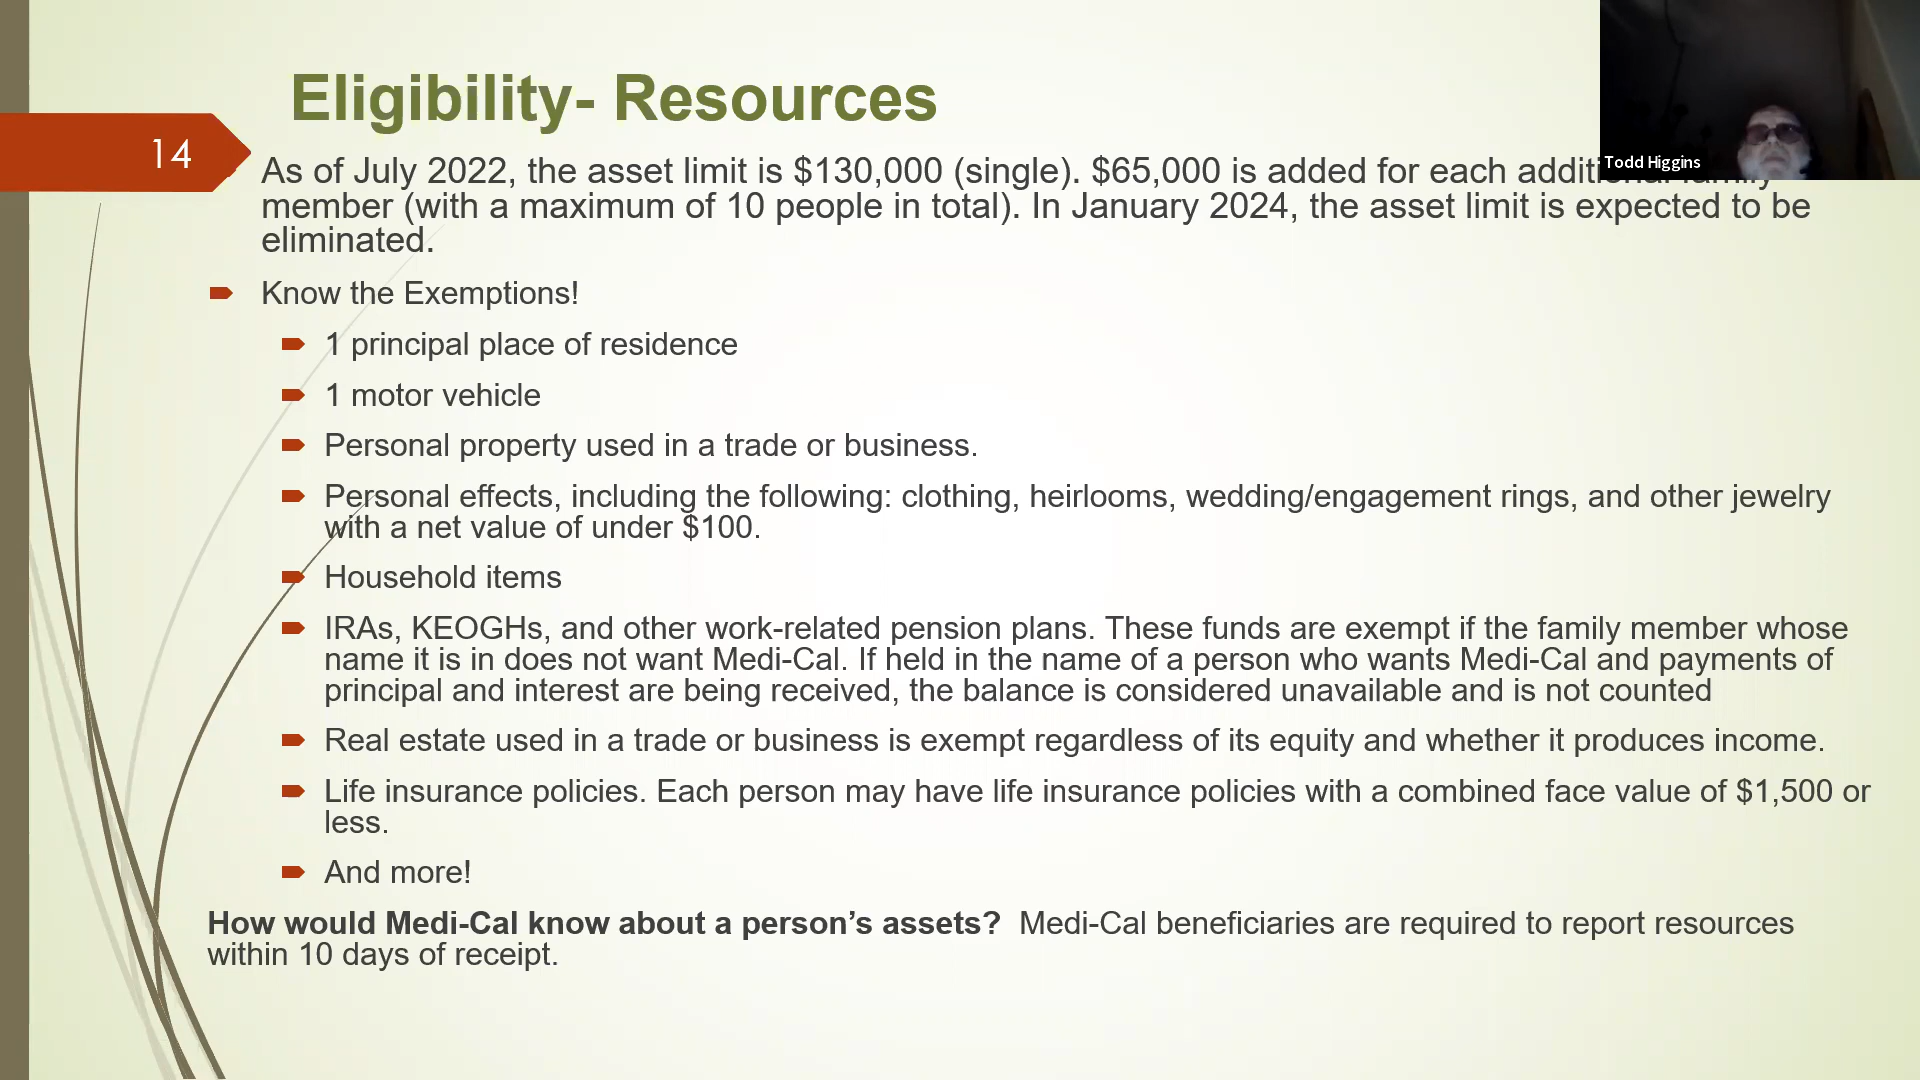 Eligibility- Resources
14
Todd Higgins
As of July 2022, the asset limit is $130,000 (single). $65,000 is added for each additional family
member (with a maximum of 10 people in total). In January 2024, the asset limit is expected to be
eliminated.
Know the Exemptions!
1 principal place of residence
1 motor vehicle
Personal property used in a trade or business.
Personal effects, including the following: clothing, heirlooms, wedding/engagement rings, and other jewelry
with a net value of under $100.
Household items
IRAs, KEOGHs, and other work-related pension plans. These funds are exempt if the family member whose
name it is in does not want Medi-Cal. If held in the name of a person who wants Medi-Cal and payments of
principal and interest are being received, the balance is considered unavailable and is not counted
Real estate used in a trade or business is exempt regardless of its equity and whether it produces income.
Life insurance policies. Each person may have life insurance policies with a combined face value of $1,500 or
less.
And more!
How would Medi-Cal know about a person’s assets?  Medi-Cal beneficiaries are required to report resources
within 10 days of receipt.